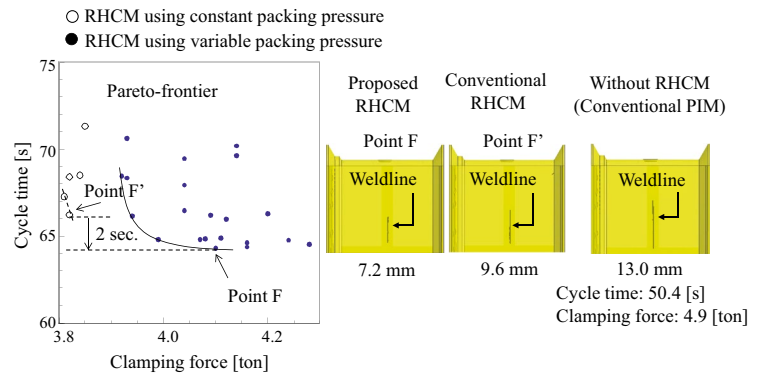 RHCM using constant packing pressure
RHCM using variable packing pressure
75
70
65
60
Cycle time [s]
Pareto-frontier
Point F’
2 sec.
Point F
3.8
4.0
4.2
Clamping force [ton]
Proposed
RHCM
Point F
Weldline
7.2 mm
Conventional
RHCM
Point F’
Weldline
9.6 mm
Without RHCM
(Conventional PIM)
Weldline
13.0 mm
Cycle time: 50.4 [s]
Clamping force: 4.9 [ton]